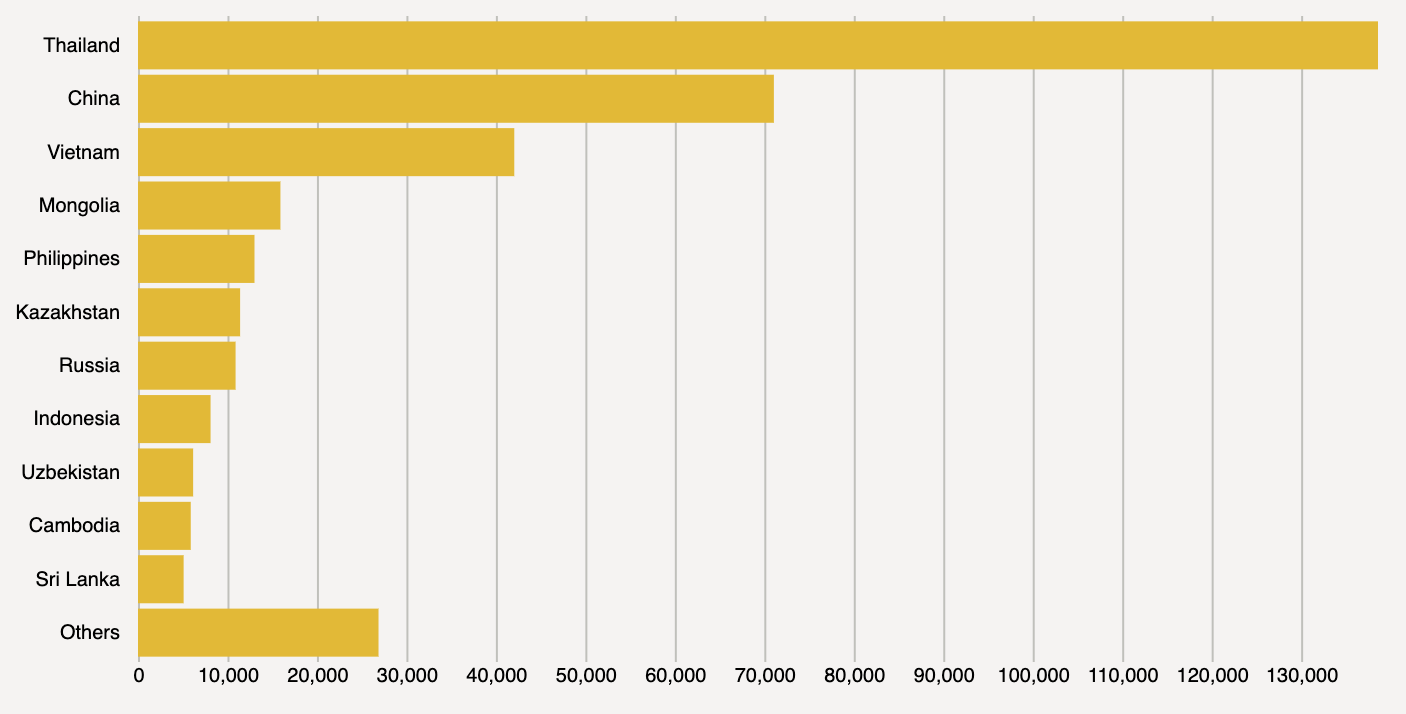 Thailand
China
Vietnam
Mongolia
Philippines
Kazakhstan
Russia
Indonesia
Uzbekistan
Cambodia
Sri Lanka
Others
0 10,000 20,000 30,000 40,000 50,000 60,000 70,000 80,000 90,000 100,000 110,000 120,000 130,000